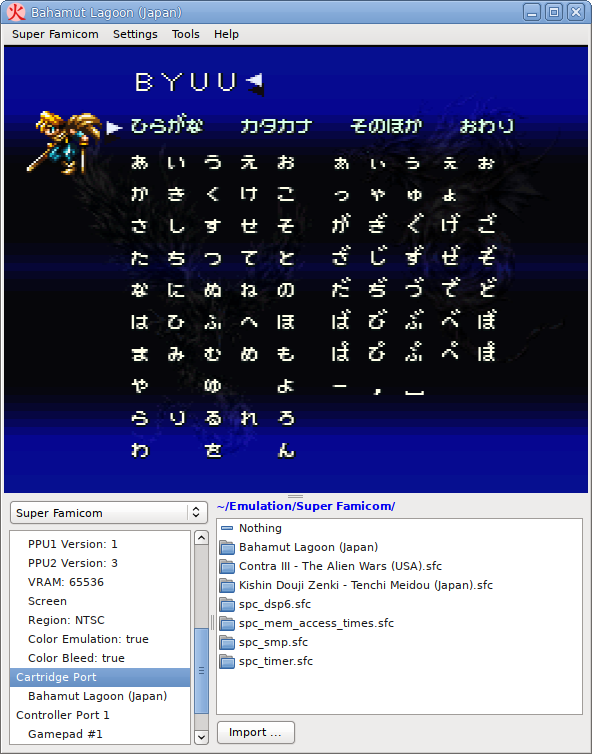 Bahamut Lagoon (Japan)
Super Famicom Settings Tools Help
BYUU
ひらがな カタカナ そのほか おわり
あ い う え お ぁ ぃ ぅ ぇ ぉ
か き く け こ っ ゃ ゅ ょ
さ し す せ そ が ぎ ぐ げ ご
た ち つ て と ざ じ ず ぜ ぞ
な に ぬ ね の だ ぢ づ で ど
は ひ ふ へ ほ ば び ぶ べ ぼ
ま み む め も ぱ ぴ ぷ ぺ ぽ
や ゆ よ ー , ␣
ら り る れ ろ
わ を ん
Super Famicom
PPU1 Version: 1
PPU2 Version: 3
VRAM: 65536
Screen
Region: NTSC
Color Emulation: true
Color Bleed: true
Cartridge Port
Bahamut Lagoon (Japan)
Controller Port 1
Gamepad #1
~/Emulation/Super Famicom/
Nothing
Bahamut Lagoon (Japan)
Contra III - The Alien Wars (USA).sfc
Kishin Douji Zenki - Tenchi Meidou (Japan).sfc
spc_dsp6.sfc
spc_mem_access_times.sfc
spc_smp.sfc
spc_timer.sfc
Import ...